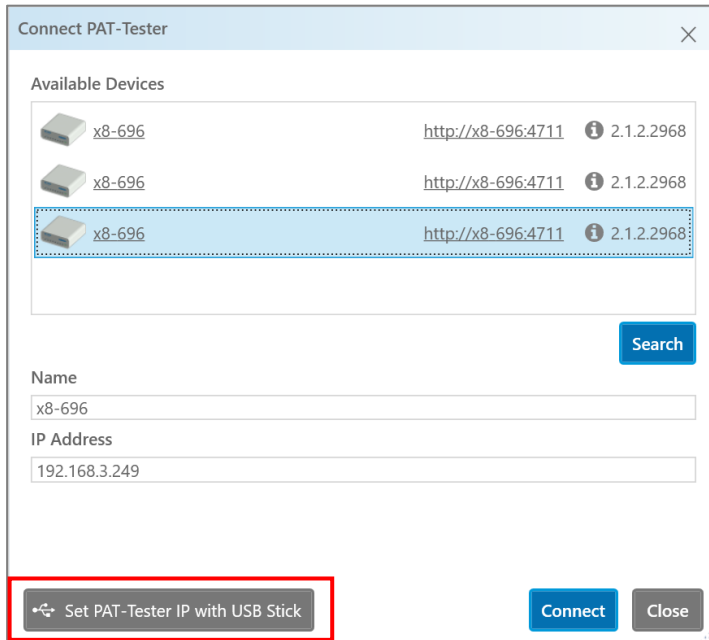 Connect PAT-Tester
Available Devices
x8-696 http://x8-696:4711 2.1.2.2968
x8-696 http://x8-696:4711 2.1.2.2968
x8-696 http://x8-696:4711 2.1.2.2968
Search
Name
x8-696
IP Address
192.168.3.249
Set PAT-Tester IP with USB Stick Connect Close